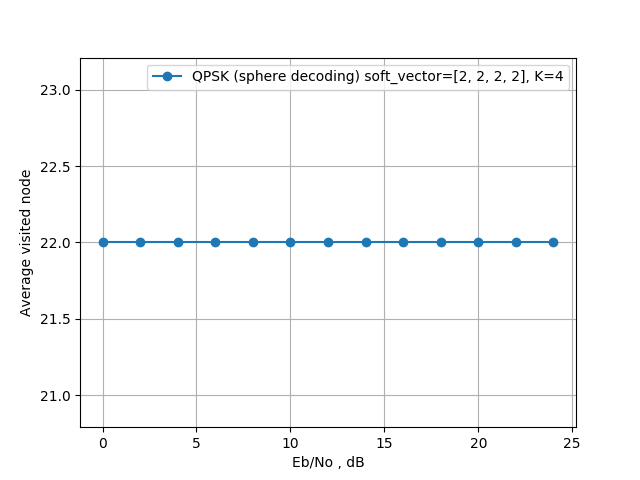 QPSK (sphere decoding) soft_vector=[2, 2, 2, 2], K=4
23.0
22.5
22.0
21.5
21.0
Average visited node
0 5 10 15 20 25
Eb/No , dB